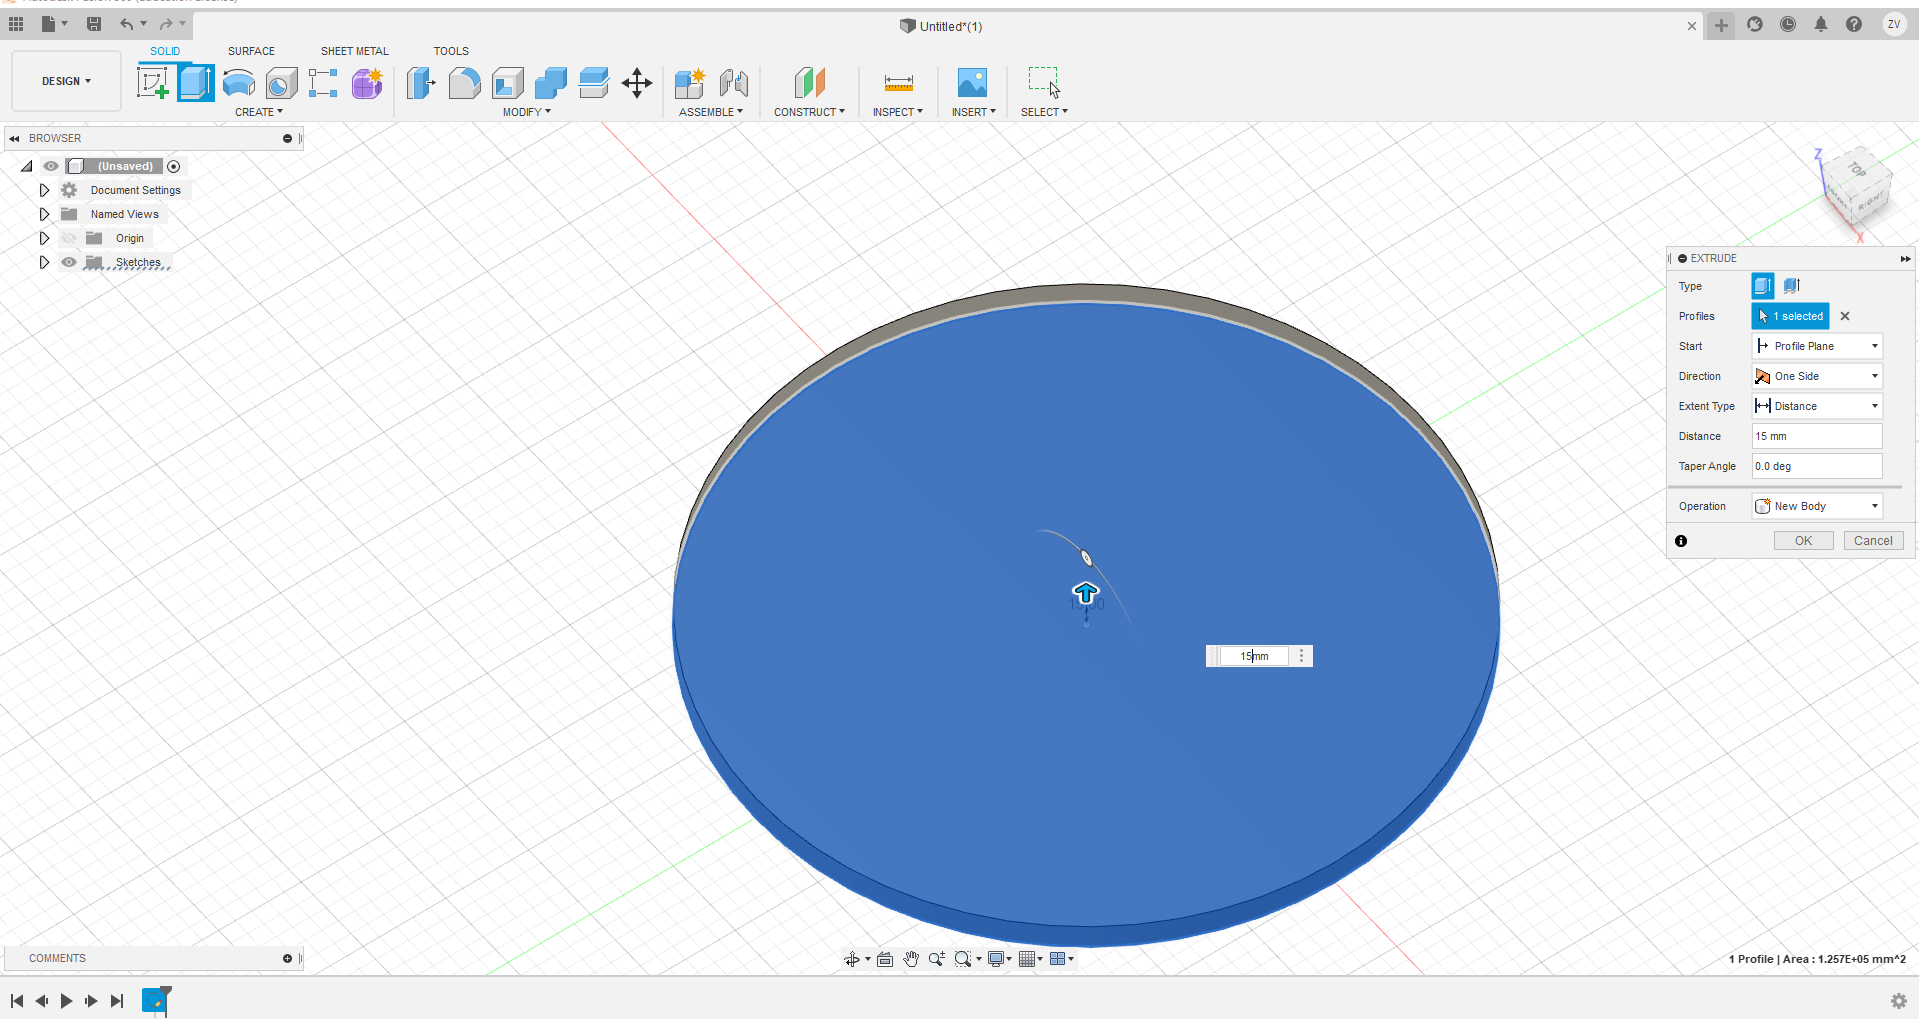 Untitled*(1)
ZV
SOLID SURFACE SHEET METAL TOOLS
DESIGN
CREATE MODIFY ASSEMBLE CONSTRUCT INSPECT INSERT SELECT
BROWSER
(Unsaved)
Document Settings
Named Views
Origin
Sketches
Z
TOP
RIGHT
X
EXTRUDE
Type
Profiles 1 selected
Start Profile Plane
Direction One Side
Extent Type Distance
Distance 15 mm
Taper Angle 0.0 deg
Operation New Body
OK Cancel
15.00
15mm
COMMENTS
1 Profile | Area : 1.257E+05 mm^2